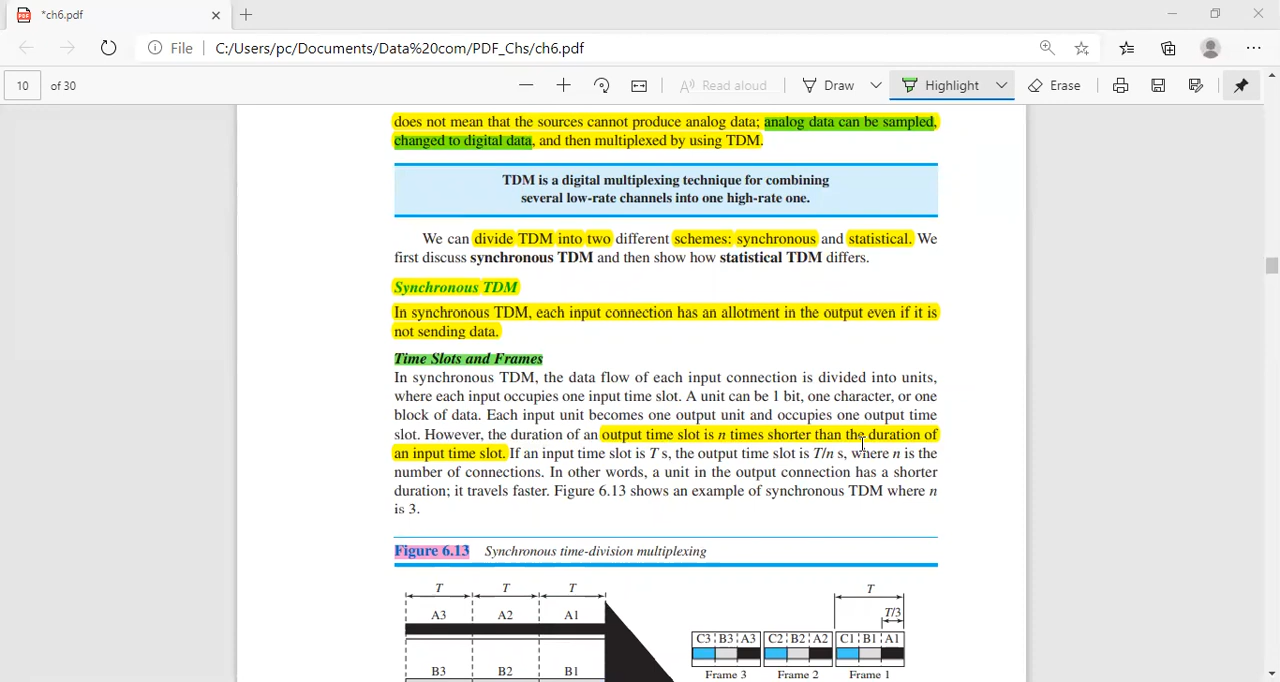 *ch6.pdf
File
C:/Users/pc/Documents/Data%20com/PDF_Chs/ch6.pdf
10 of 30
Read aloud
Draw
Highlight
Erase
does not mean that the sources cannot produce analog data; analog data can be sampled,
changed to digital data, and then multiplexed by using TDM.
TDM is a digital multiplexing technique for combining
several low-rate channels into one high-rate one.
We can divide TDM into two different schemes: synchronous and statistical. We
first discuss synchronous TDM and then show how statistical TDM differs.
Synchronous TDM
In synchronous TDM, each input connection has an allotment in the output even if it is
not sending data.
Time Slots and Frames
In synchronous TDM, the data flow of each input connection is divided into units,
where each input occupies one input time slot. A unit can be 1 bit, one character, or one
block of data. Each input unit becomes one output unit and occupies one output time
slot. However, the duration of an output time slot is n times shorter than the duration of
an input time slot. If an input time slot is T s, the output time slot is T/n s, where n is the
number of connections. In other words, a unit in the output connection has a shorter
duration; it travels faster. Figure 6.13 shows an example of synchronous TDM where n
is 3.
Figure 6.13 Synchronous time-division multiplexing
T T T T
T/3
A3 A2 A1
C3 B3 A3 C2 B2 A2 C1 B1 A1
B3 B2 B1
Frame 3 Frame 2 Frame 1